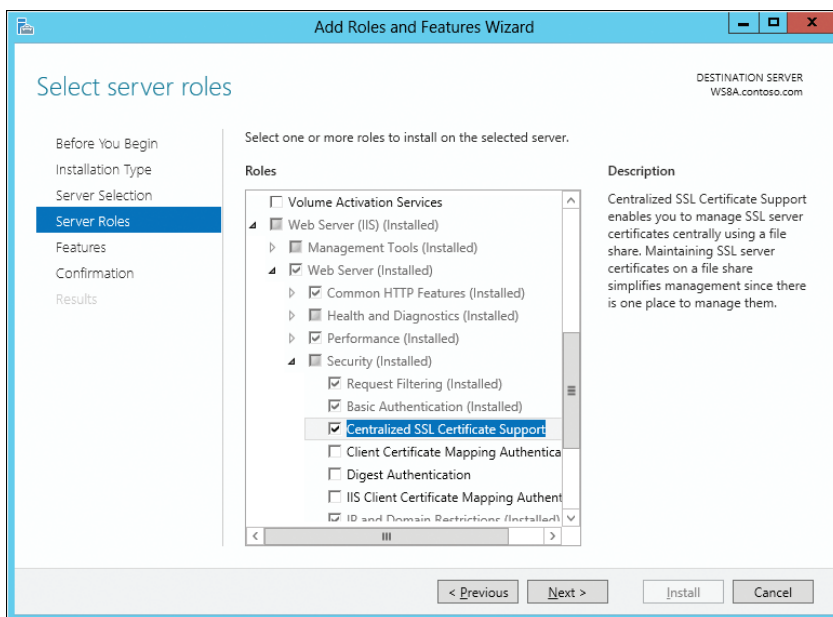 Add Roles and Features Wizard
Select server roles
DESTINATION SERVER
WS8A.contoso.com
Before You Begin
Installation Type
Server Selection
Server Roles
Features
Confirmation
Results
Select one or more roles to install on the selected server.
Roles
Volume Activation Services
Web Server (IIS) (Installed)
Management Tools (Installed)
Web Server (Installed)
Common HTTP Features (Installed)
Health and Diagnostics (Installed)
Performance (Installed)
Security (Installed)
Request Filtering (Installed)
Basic Authentication (Installed)
Centralized SSL Certificate Support
Client Certificate Mapping Authentica
Digest Authentication
IIS Client Certificate Mapping Authent
IP and Domain Restrictions (Installed)
Description
Centralized SSL Certificate Support
enables you to manage SSL server
certificates centrally using a file
share. Maintaining SSL server
certificates on a file share
simplifies management since there
is one place to manage them.
< Previous
Next >
Install
Cancel